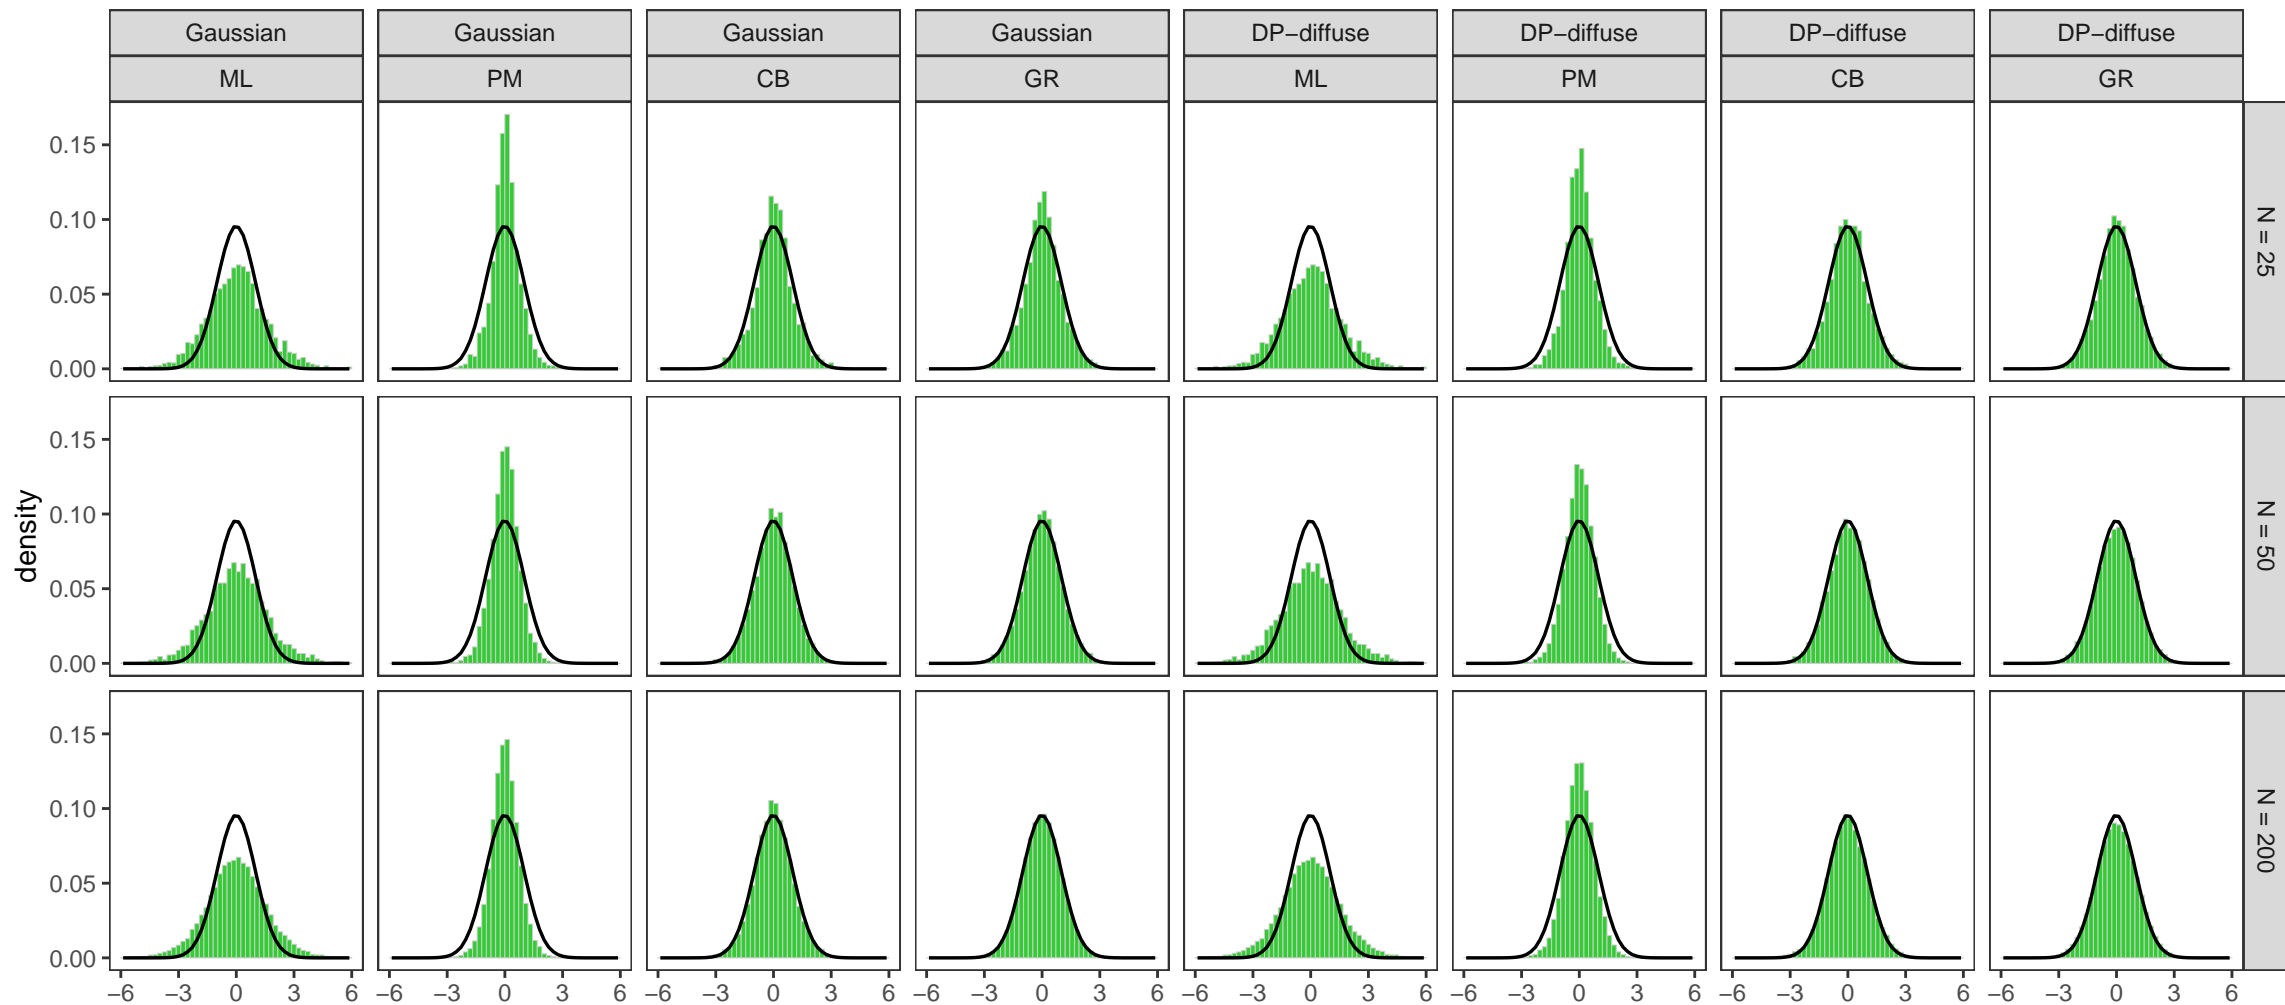 Gaussian Gaussian Gaussian Gaussian DP−diffuse DP−diffuse DP−diffuse DP−diffuse
ML PM CB GR ML PM CB GR
0.15
0.10
0.05
0.00
N = 25
0.15
0.10
0.05
0.00
N = 50
density
0.15
0.10
0.05
0.00
N = 200
−6 −3 0 3 6 −6 −3 0 3 6 −6 −3 0 3 6 −6 −3 0 3 6 −6 −3 0 3 6 −6 −3 0 3 6 −6 −3 0 3 6 −6 −3 0 3 6